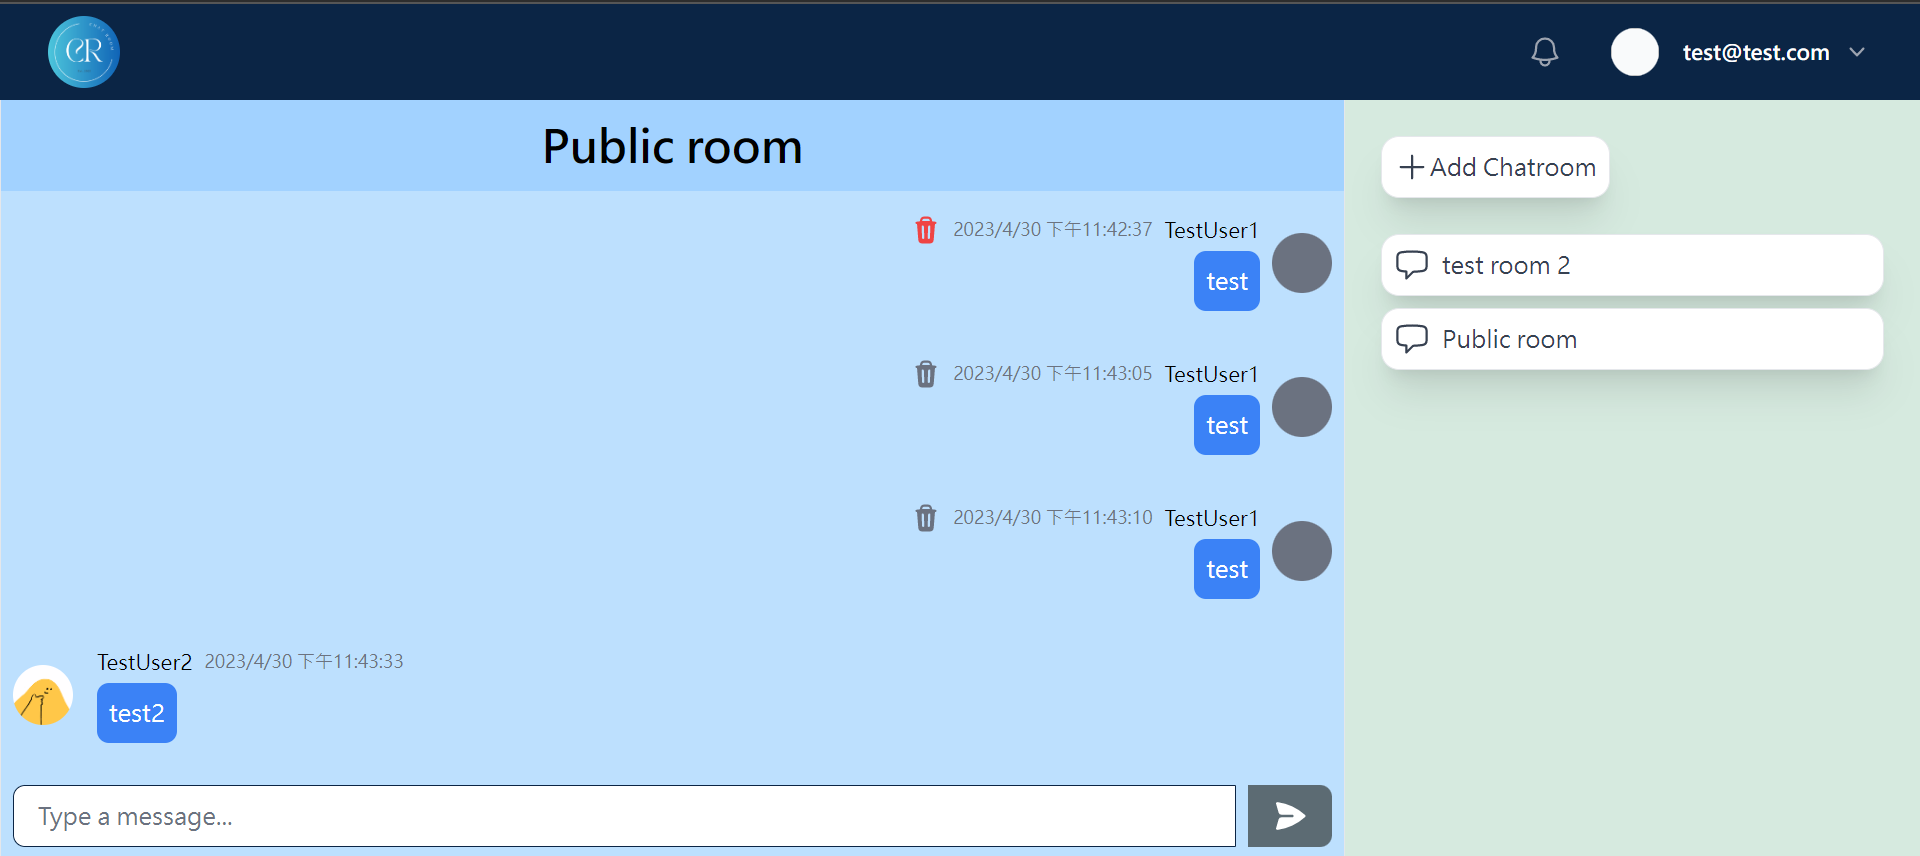 CR
test@test.com
Public room
2023/4/30 下午11:42:37 TestUser1
test
2023/4/30 下午11:43:05 TestUser1
test
2023/4/30 下午11:43:10 TestUser1
test
TestUser2 2023/4/30 下午11:43:33
test2
Type a message...
Add Chatroom
test room 2
Public room